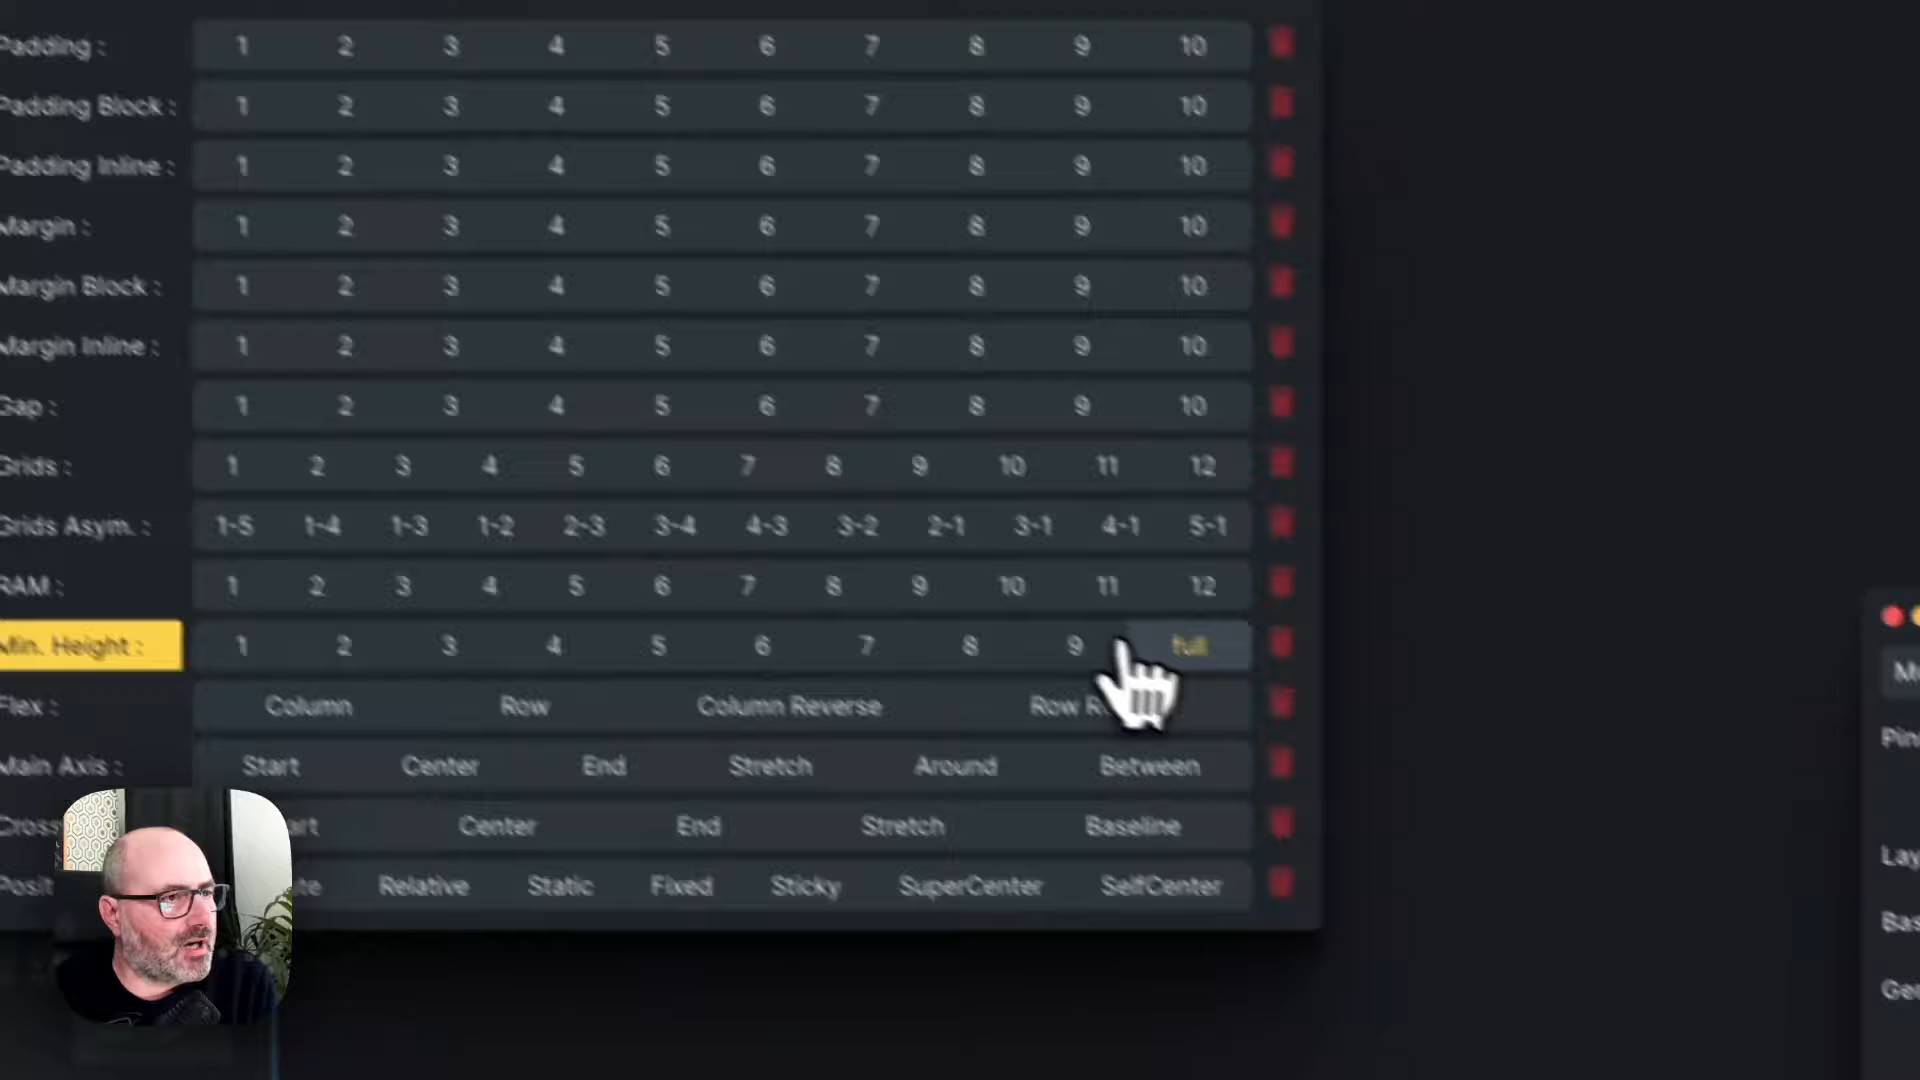 Padding : 1 2 3 4 5 6 7 8 9 10
Padding Block : 1 2 3 4 5 6 7 8 9 10
Padding Inline : 1 2 3 4 5 6 7 8 9 10
Margin : 1 2 3 4 5 6 7 8 9 10
Margin Block : 1 2 3 4 5 6 7 8 9 10
Margin Inline : 1 2 3 4 5 6 7 8 9 10
Gap : 1 2 3 4 5 6 7 8 9 10
Grids : 1 2 3 4 5 6 7 8 9 10 11 12
Grids Asym. : 1-5 1-4 1-3 1-2 2-3 3-4 4-3 3-2 2-1 3-1 4-1 5-1
RAM : 1 2 3 4 5 6 7 8 9 10 11 12
Min. Height : 1 2 3 4 5 6 7 8 9 full
Flex : Column Row Column Reverse Row
Main Axis : Start Center End Stretch Around Between
Cross Center End Stretch Baseline
Relative Static Fixed Sticky SuperCenter SelfCenter